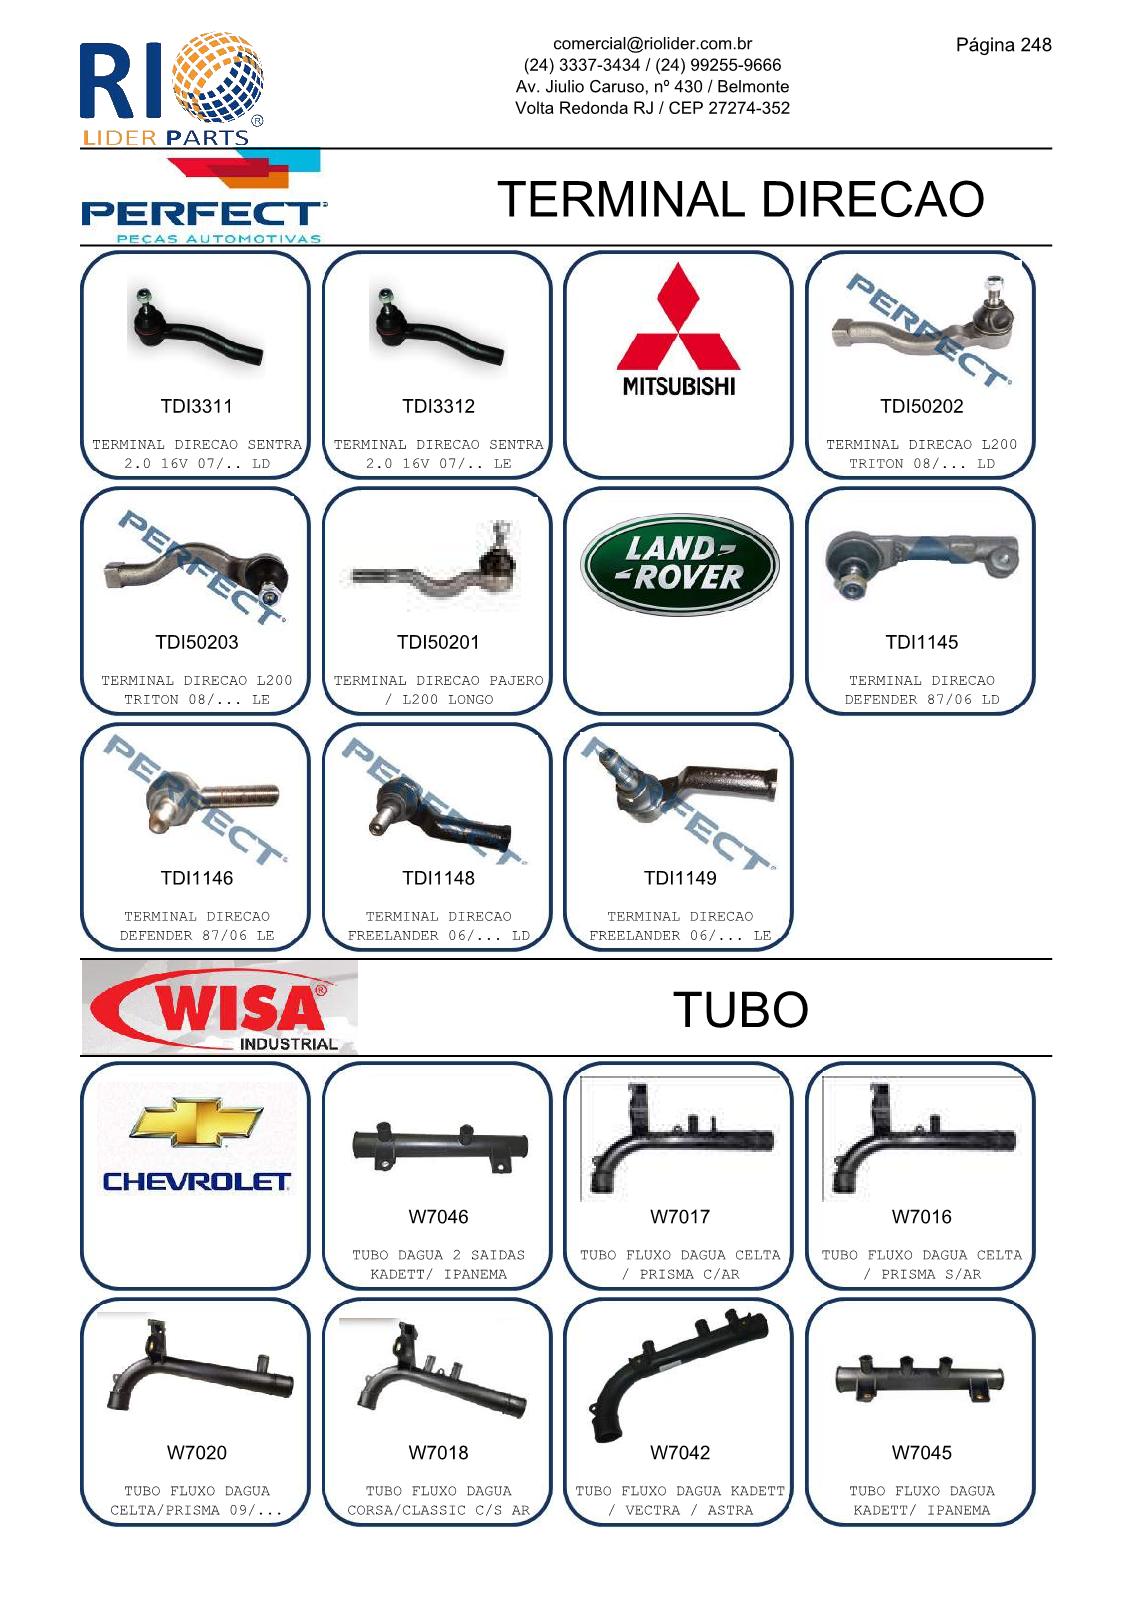 comercial@riolider.com.br
(24) 3337-3434 / (24) 99255-9666
Av. Jiulio Caruso, nº 430 / Belmonte
Volta Redonda RJ / CEP 27274-352
Página 248
RIO
LIDER PARTS®
PERFECT
PEÇAS AUTOMOTIVAS
TERMINAL DIRECAO
TDI3311
TERMINAL DIRECAO SENTRA
2.0 16V 07/.. LD
TDI3312
TERMINAL DIRECAO SENTRA
2.0 16V 07/.. LE
MITSUBISHI
PERFECT
TDI50202
TERMINAL DIRECAO L200
TRITON 08/... LD
PERFECT
TDI50203
TERMINAL DIRECAO L200
TRITON 08/... LE
TDI50201
TERMINAL DIRECAO PAJERO
/ L200 LONGO
LAND-
-ROVER
TDI1145
TERMINAL DIRECAO
DEFENDER 87/06 LD
PERFECT
TDI1146
TERMINAL DIRECAO
DEFENDER 87/06 LE
PERFECT
TDI1148
TERMINAL DIRECAO
FREELANDER 06/... LD
PERFECT
TDI1149
TERMINAL DIRECAO
FREELANDER 06/... LE
WISA®
INDUSTRIAL
TUBO
CHEVROLET
W7046
TUBO DAGUA 2 SAIDAS
KADETT/ IPANEMA
W7017
TUBO FLUXO DAGUA CELTA
/ PRISMA C/AR
W7016
TUBO FLUXO DAGUA CELTA
/ PRISMA S/AR
W7020
TUBO FLUXO DAGUA
CELTA/PRISMA 09/...
W7018
TUBO FLUXO DAGUA
CORSA/CLASSIC C/S AR
W7042
TUBO FLUXO DAGUA KADETT
/ VECTRA / ASTRA
W7045
TUBO FLUXO DAGUA
KADETT/ IPANEMA